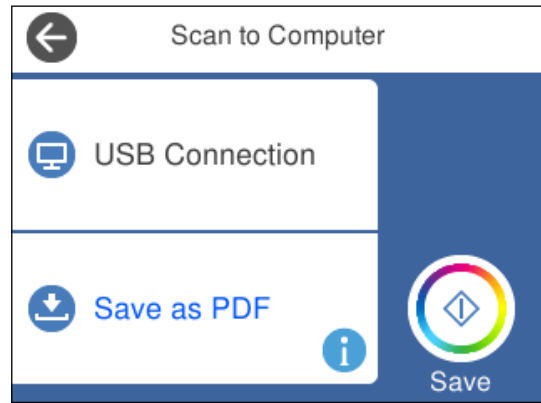 Scan to Computer
USB Connection
Save as PDF
i
Save